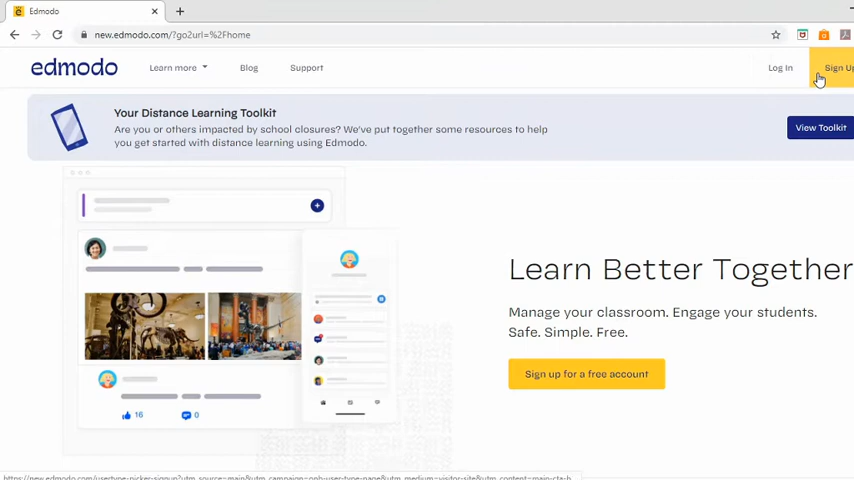 Edmodo
new.edmodo.com/?go2url=%2Fhome
edmodo
Learn more
Blog
Support
Log In
Sign U
Your Distance Learning Toolkit
Are you or others impacted by school closures? We've put together some resources to help
you get started with distance learning using Edmodo.
View Toolkit
16
0
Learn Better Together
Manage your classroom. Engage your students.
Safe. Simple. Free.
Sign up for a free account